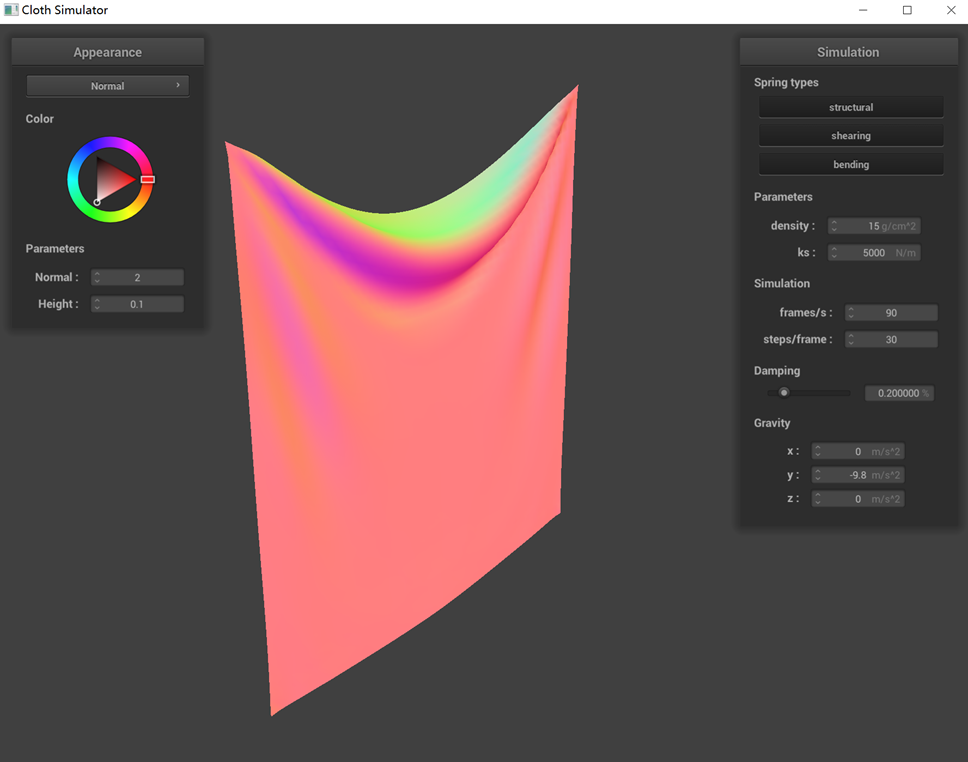 Cloth Simulator
Appearance
Normal
Color
Parameters
Normal : 2
Height : 0.1
Simulation
Spring types
structural
shearing
bending
Parameters
density : 15 g/cm^2
ks : 5000 N/m
Simulation
frames/s : 90
steps/frame : 30
Damping
0.200000 %
Gravity
x : 0 m/s^2
y : -9.8 m/s^2
z : 0 m/s^2